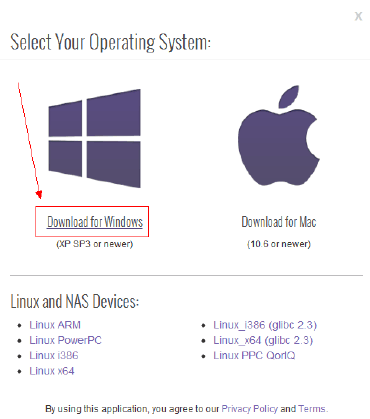 x
Select Your Operating System:
Download for Windows
(XP SP3 or newer)
Download for Mac
(10.6 or newer)
Linux and NAS Devices:
Linux ARM
Linux PowerPC
Linux i386
Linux x64
Linux_i386 (glibc 2.3)
Linux_x64 (glibc 2.3)
Linux PPC QorIQ
By using this application, you agree to our Privacy Policy and Terms.